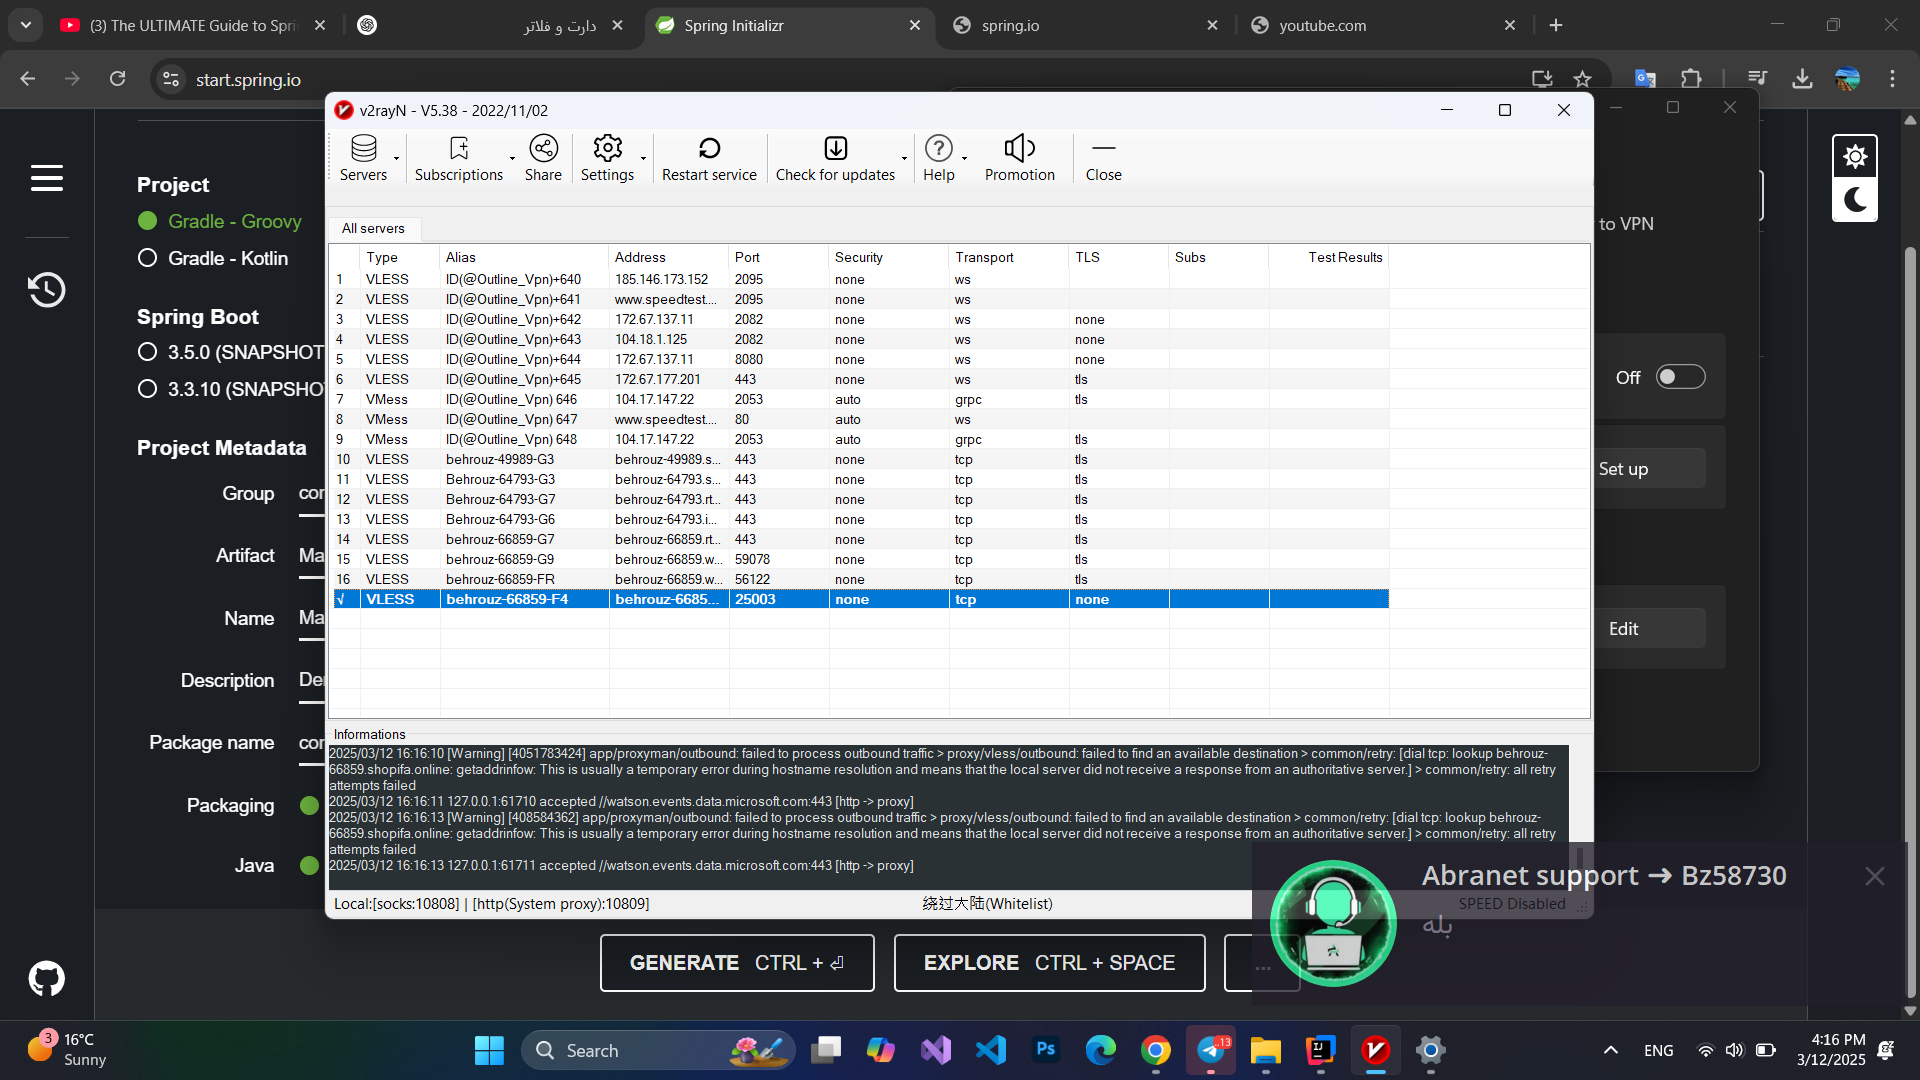 (3) The ULTIMATE Guide to Spri
دارت و فلاتر
Spring Initializr
spring.io
youtube.com
start.spring.io
v2rayN - V5.38 - 2022/11/02
Servers
Subscriptions
Share
Settings
Restart service
Check for updates
Help
Promotion
Close
All servers
Type Alias Address Port Security Transport TLS Subs Test Results
1 VLESS ID(@Outline_Vpn)+640 185.146.173.152 2095 none ws
2 VLESS ID(@Outline_Vpn)+641 www.speedtest.... 2095 none ws
3 VLESS ID(@Outline_Vpn)+642 172.67.137.11 2082 none ws none
4 VLESS ID(@Outline_Vpn)+643 104.18.1.125 2082 none ws none
5 VLESS ID(@Outline_Vpn)+644 172.67.137.11 8080 none ws none
6 VLESS ID(@Outline_Vpn)+645 172.67.177.201 443 none ws tls
7 VMess ID(@Outline_Vpn) 646 104.17.147.22 2053 auto grpc tls
8 VMess ID(@Outline_Vpn) 647 www.speedtest.... 80 auto ws
9 VMess ID(@Outline_Vpn) 648 104.17.147.22 2053 auto grpc tls
10 VLESS behrouz-49989-G3 behrouz-49989.s... 443 none tcp tls
11 VLESS Behrouz-64793-G3 behrouz-64793.s... 443 none tcp tls
12 VLESS Behrouz-64793-G7 behrouz-64793.rt... 443 none tcp tls
13 VLESS Behrouz-64793-G6 behrouz-64793.i... 443 none tcp tls
14 VLESS behrouz-66859-G7 behrouz-66859.rt... 443 none tcp tls
15 VLESS behrouz-66859-G9 behrouz-66859.w... 59078 none tcp tls
16 VLESS behrouz-66859-FR behrouz-66859.w... 56122 none tcp tls
√ VLESS behrouz-66859-F4 behrouz-6685... 25003 none tcp none
Informations
2025/03/12 16:16:10 [Warning] [4051783424] app/proxyman/outbound: failed to process outbound traffic > proxy/vless/outbound: failed to find an available destination > common/retry: [dial tcp: lookup behrouz-
66859.shopifa.online: getaddrinfow: This is usually a temporary error during hostname resolution and means that the local server did not receive a response from an authoritative server.] > common/retry: all retry
attempts failed
2025/03/12 16:16:11 127.0.0.1:61710 accepted //watson.events.data.microsoft.com:443 [http -> proxy]
2025/03/12 16:16:13 [Warning] [408584362] app/proxyman/outbound: failed to process outbound traffic > proxy/vless/outbound: failed to find an available destination > common/retry: [dial tcp: lookup behrouz-
66859.shopifa.online: getaddrinfow: This is usually a temporary error during hostname resolution and means that the local server did not receive a response from an authoritative server.] > common/retry: all retry
attempts failed
2025/03/12 16:16:13 127.0.0.1:61711 accepted //watson.events.data.microsoft.com:443 [http -> proxy]
Local:[socks:10808] | [http(System proxy):10809]
绕过大陆(Whitelist)
SPEED Disabled
Project
Gradle - Groovy
Gradle - Kotlin
Spring Boot
3.5.0 (SNAPSHOT
3.3.10 (SNAPSHO
Project Metadata
Group cor
Artifact Ma
Name Ma
Description Der
Package name cor
Packaging
Java
to VPN
Off
Set up
Edit
Abranet support ➜ Bz58730
بله
GENERATE CTRL + ⏎
EXPLORE CTRL + SPACE
...
3
16°C
Sunny
Search
Ps
13
ENG
4:16 PM
3/12/2025